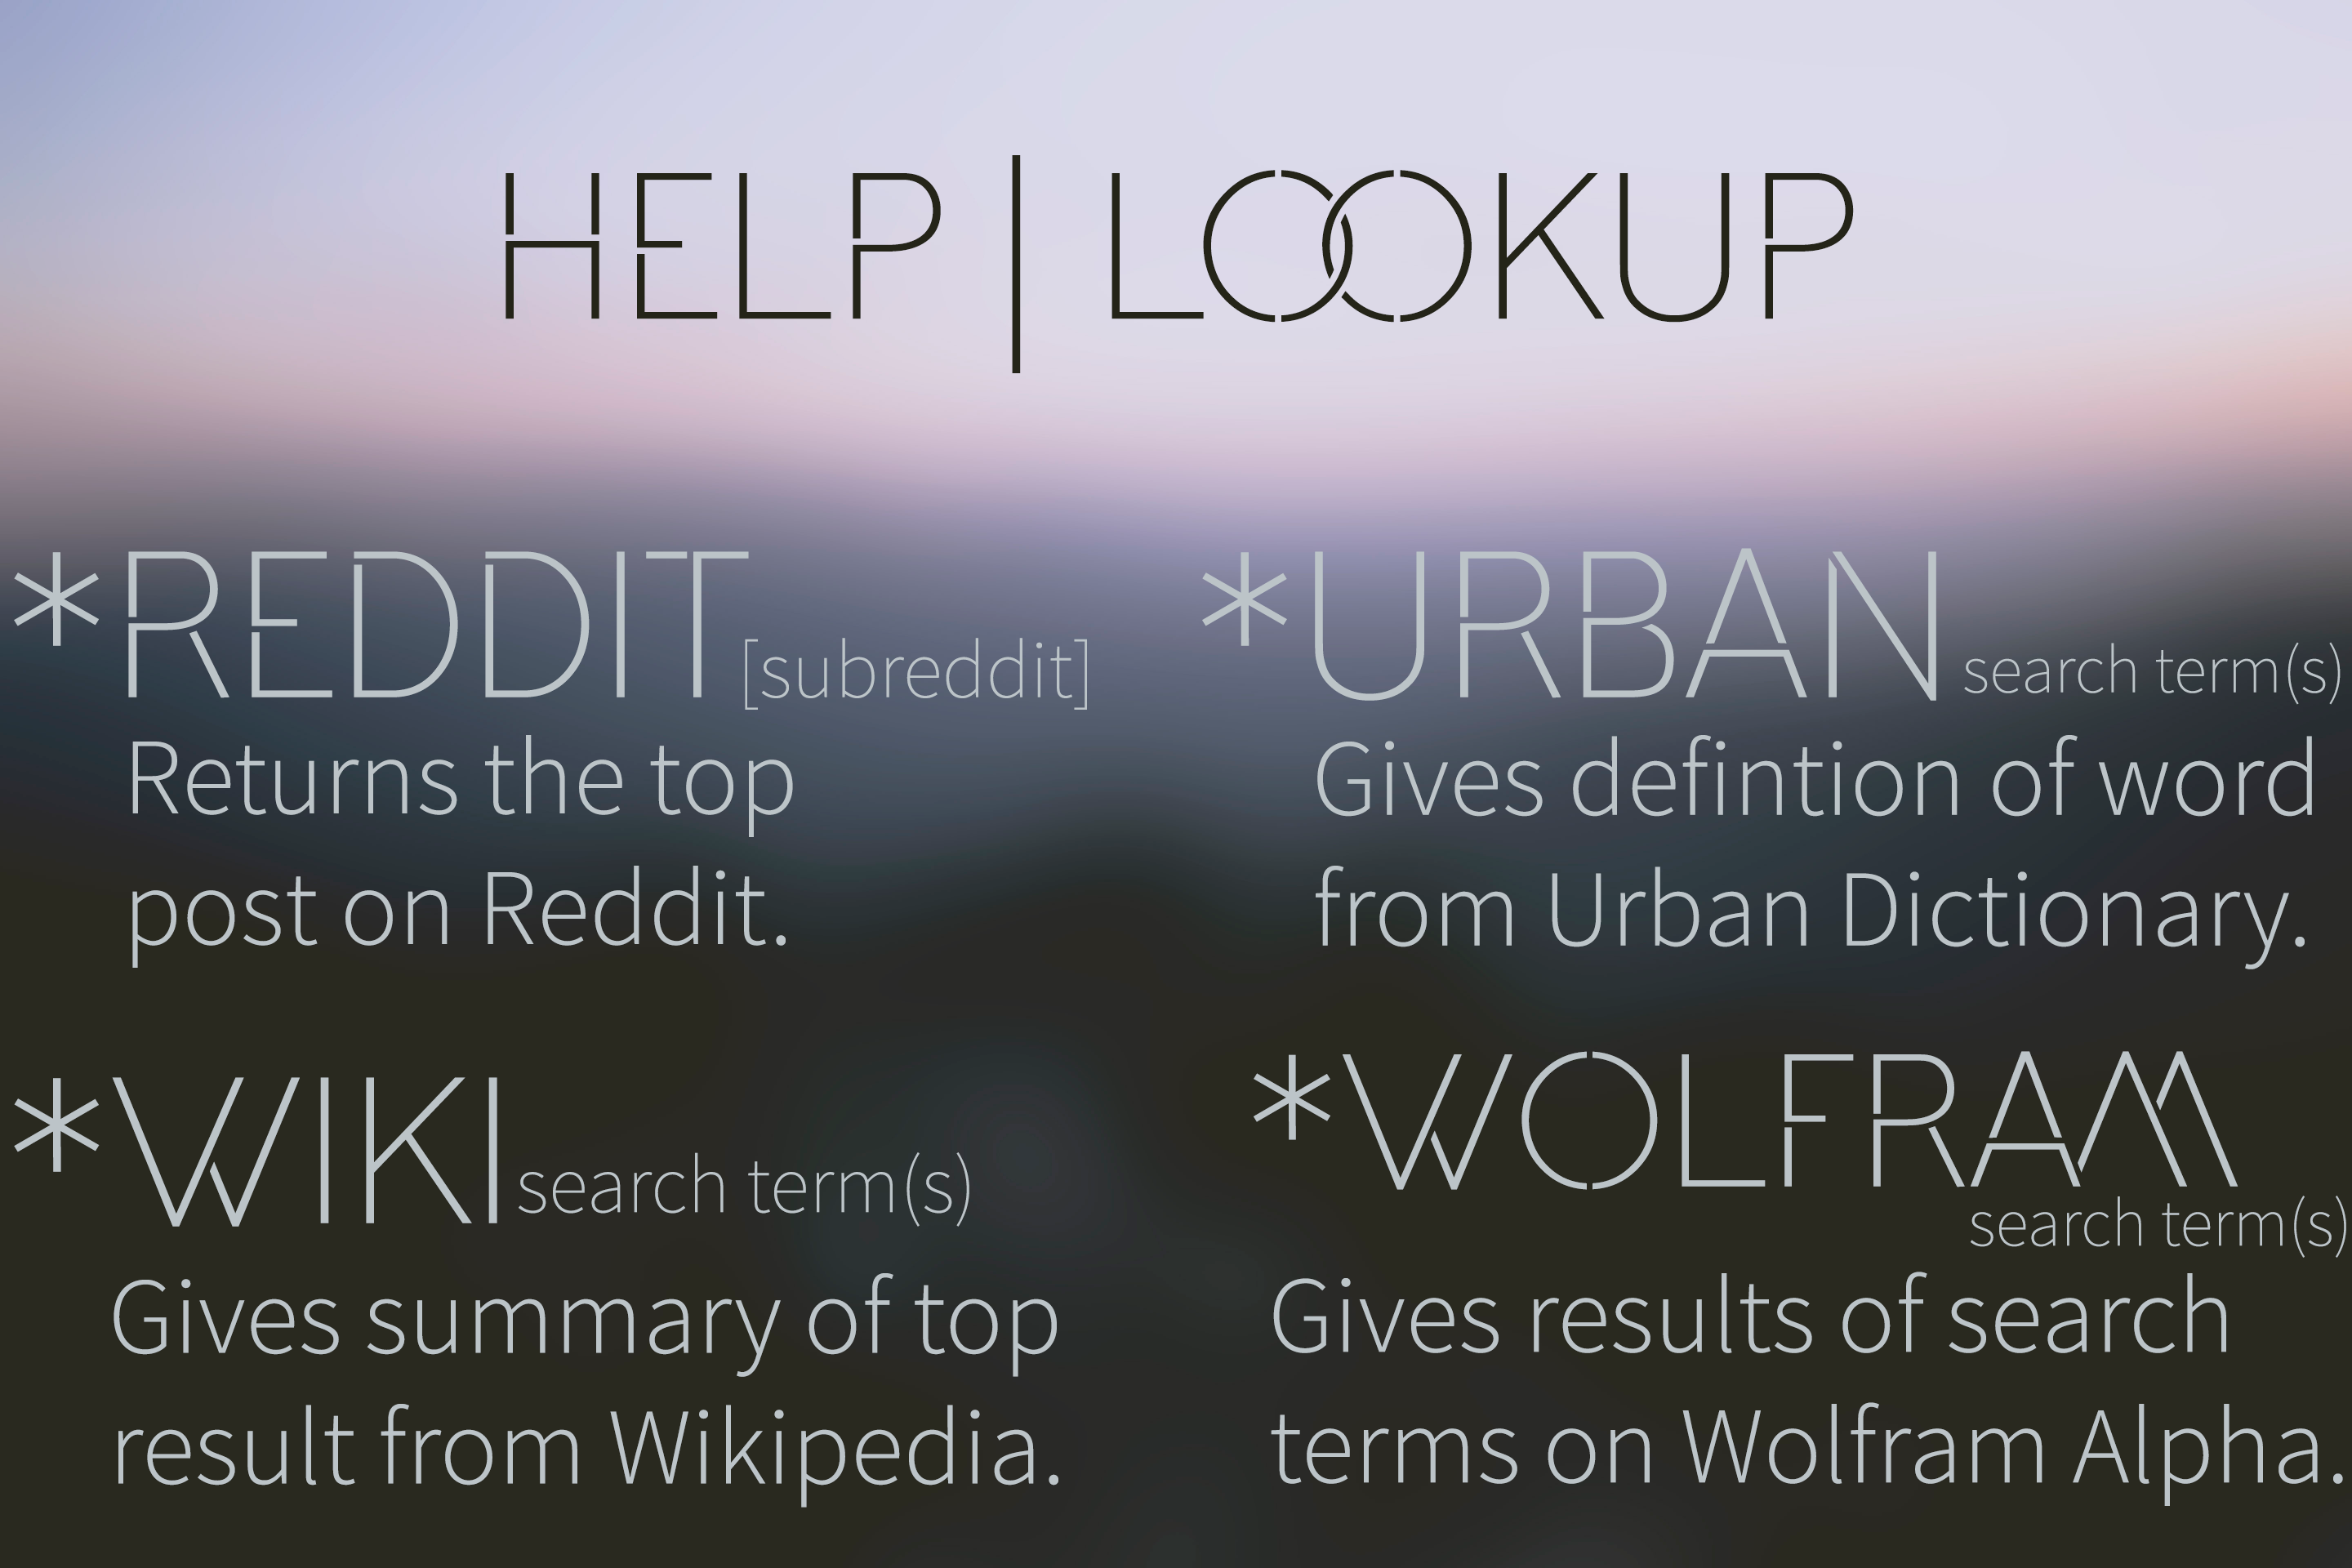 HELP | LOOKUP
*REDDIT [subreddit]
Returns the top
post on Reddit.
*URBAN search term(s)
Gives defintion of word
from Urban Dictionary.
*WIKI search term(s)
Gives summary of top
result from Wikipedia.
*WOLFRAM
search term(s)
Gives results of search
terms on Wolfram Alpha.